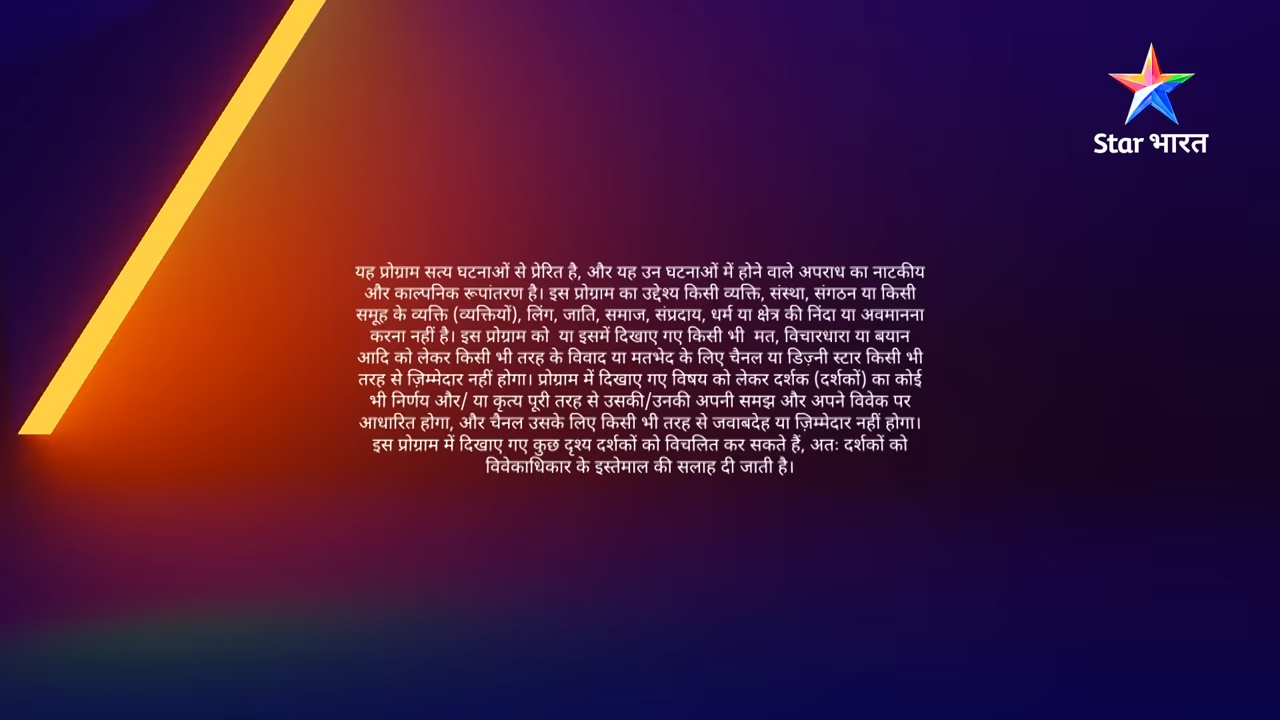 Star भारत
यह प्रोग्राम सत्य घटनाओं से प्रेरित है, और यह उन घटनाओं में होने वाले अपराध का नाटकीय
और काल्पनिक रूपांतरण है। इस प्रोग्राम का उद्देश्य किसी व्यक्ति, संस्था, संगठन या किसी
समूह के व्यक्ति (व्यक्तियों), लिंग, जाति, समाज, संप्रदाय, धर्म या क्षेत्र की निंदा या अवमानना
करना नहीं है। इस प्रोग्राम को  या इसमें दिखाए गए किसी भी  मत, विचारधारा या बयान
आदि को लेकर किसी भी तरह के विवाद या मतभेद के लिए चैनल या डिज़्नी स्टार किसी भी
तरह से ज़िम्मेदार नहीं होगा। प्रोग्राम में दिखाए गए विषय को लेकर दर्शक (दर्शकों) का कोई
भी निर्णय और/ या कृत्य पूरी तरह से उसकी/उनकी अपनी समझ और अपने विवेक पर
आधारित होगा, और चैनल उसके लिए किसी भी तरह से जवाबदेह या ज़िम्मेदार नहीं होगा।
इस प्रोग्राम में दिखाए गए कुछ दृश्य दर्शकों को विचलित कर सकते हैं, अतः दर्शकों को
विवेकाधिकार के इस्तेमाल की सलाह दी जाती है।